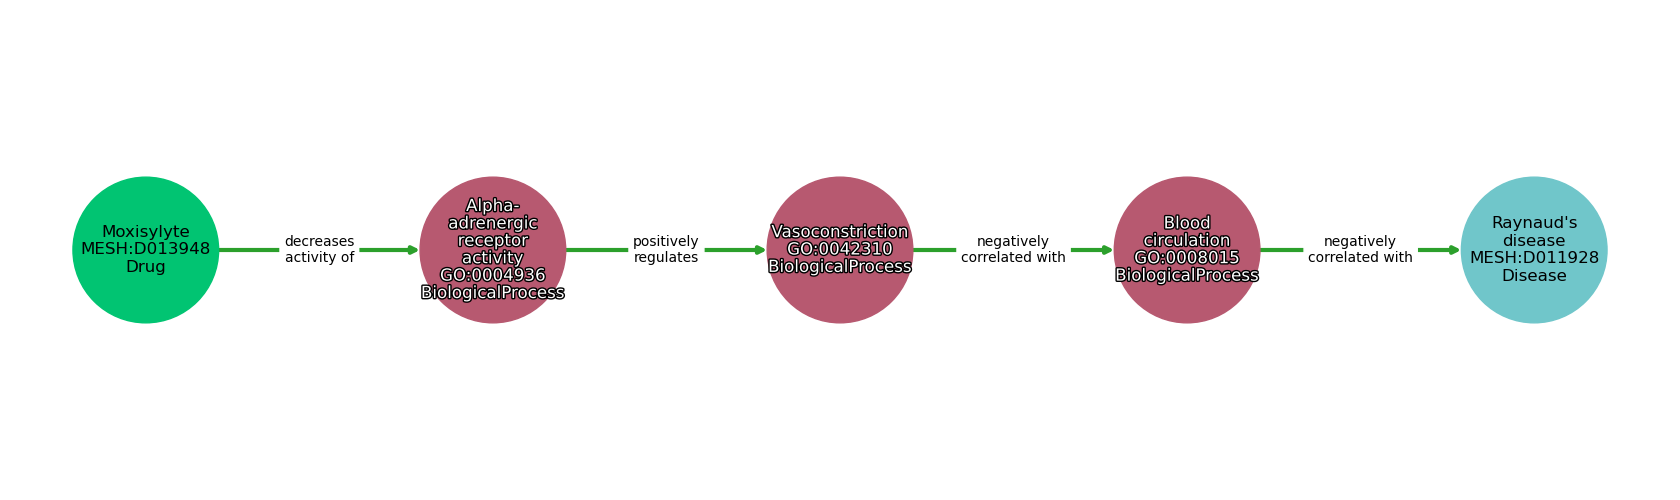 Moxisylyte
MESH:D013948
Drug
decreases
activity of
Alpha-
adrenergic
receptor
activity
GO:0004936
BiologicalProcess
positively
regulates
Vasoconstriction
GO:0042310
BiologicalProcess
negatively
correlated with
Blood
circulation
GO:0008015
BiologicalProcess
negatively
correlated with
Raynaud's
disease
MESH:D011928
Disease